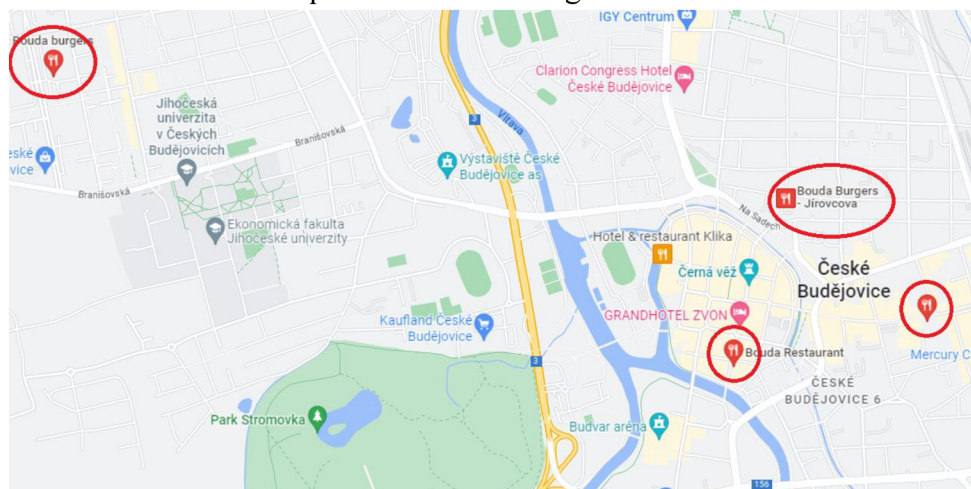 IGY Centrum
Bouda burgers
Clarion Congress Hotel
České Budějovice
Jihočeská
univerzita
v Českých
Budějovicích
Vltava
3
Branišovská
Výstaviště České
Budějovice as
Branišovská
Bouda Burgers
- Jírovcova
Na Sadech
Ekonomická fakulta
Jihočeské univerzity
Hotel & restaurant Klika
Černá věž
České
Budějovice
GRANDHOTEL ZVON
Kaufland České
Budějovice
Bouda Restaurant
Mercury C
3
ČESKÉ
BUDĚJOVICE 6
Park Stromovka
Budvar aréna
156